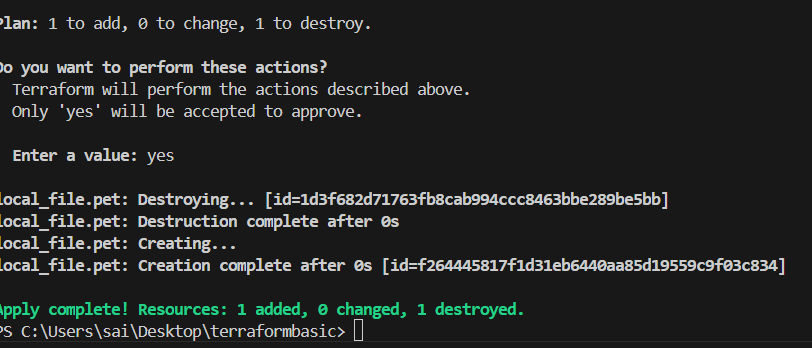 Plan: 1 to add, 0 to change, 1 to destroy.
Do you want to perform these actions?
Terraform will perform the actions described above.
Only 'yes' will be accepted to approve.
Enter a value: yes
local_file.pet: Destroying... [id=1d3f682d71763fb8cab994ccc8463bbe289be5bb]
local_file.pet: Destruction complete after 0s
local_file.pet: Creating...
local_file.pet: Creation complete after 0s [id=f264445817f1d31eb6440aa85d19559c9f03c834]
Apply complete! Resources: 1 added, 0 changed, 1 destroyed.
PS C:\Users\sai\Desktop\terraformbasic>